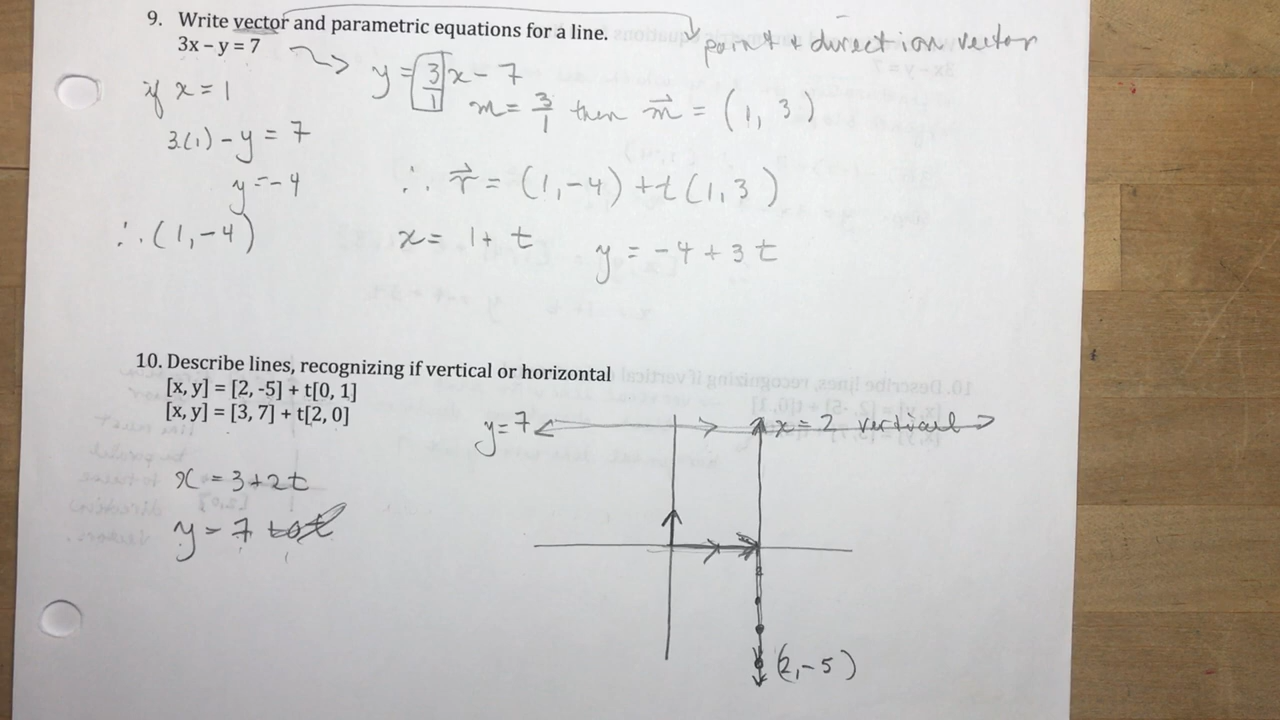 9. Write vector and parametric equations for a line.
point + direction vector
3x – y = 7
y = 3/1 x - 7
if x = 1
m = 3/1 then m⃗ = (1, 3)
3(1) - y = 7
y = -4
∴ r⃗ = (1, -4) + t(1, 3)
∴ (1, -4)
x = 1 + t
y = -4 + 3t
10. Describe lines, recognizing if vertical or horizontal
[x, y] = [2, -5] + t[0, 1]
[x, y] = [3, 7] + t[2, 0]
y = 7
x = 2 vertical
x = 3 + 2t
y = 7 + 0t
(2, -5)